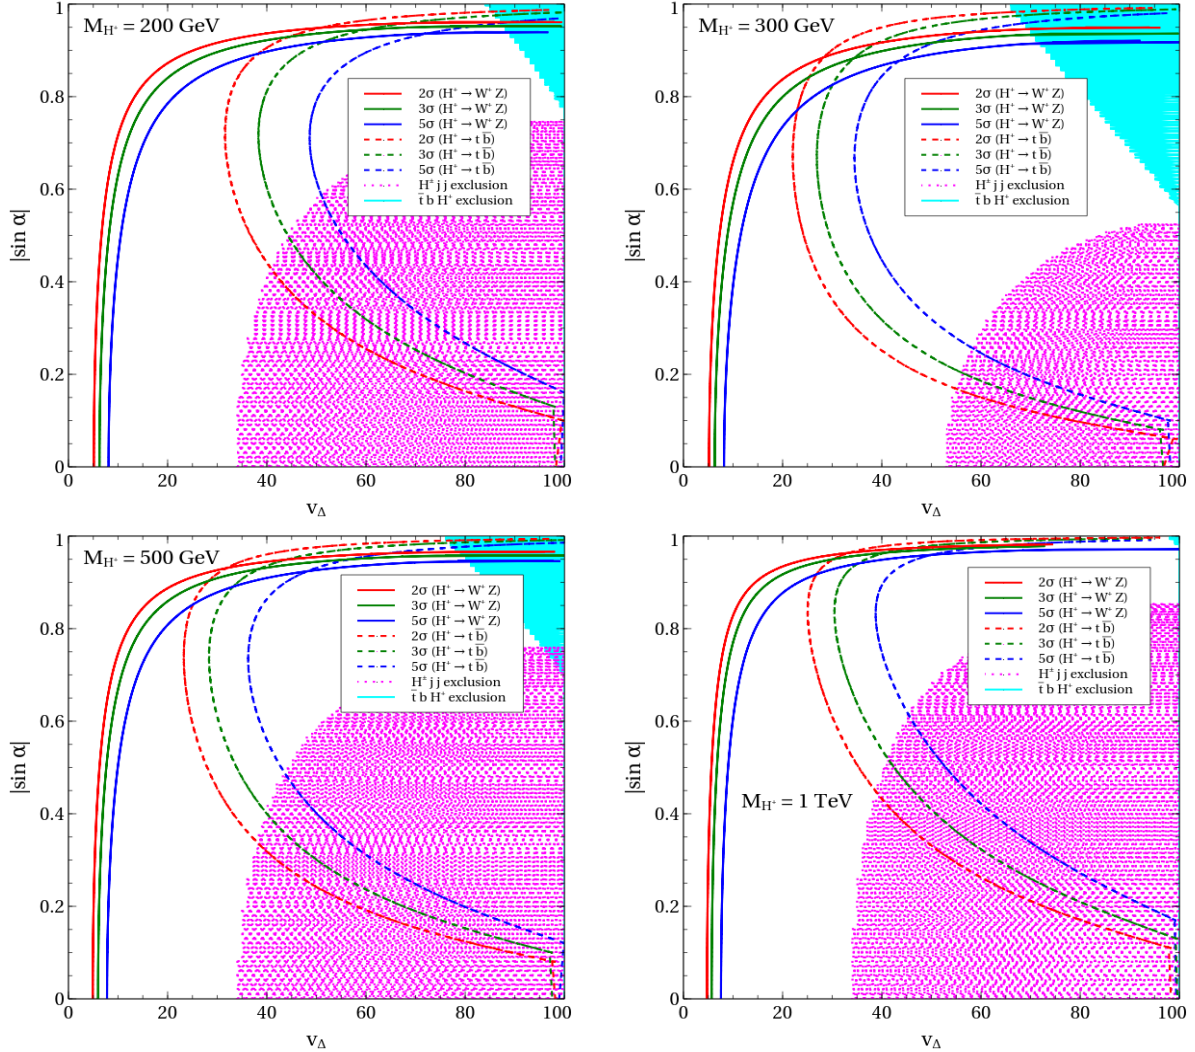 M_H⁺ = 200 GeV
1
0.8
0.6
0.4
0.2
0
|sin α|
2σ (H⁺ → W⁺ Z)
3σ (H⁺ → W⁺ Z)
5σ (H⁺ → W⁺ Z)
2σ (H⁺ → t b̅)
3σ (H⁺ → t b̅)
5σ (H⁺ → t b̅)
H^± j j exclusion
t̅ b H⁺ exclusion
0 20 40 60 80 100
v_Δ
M_H⁺ = 300 GeV
1
0.8
0.6
0.4
0.2
0
|sin α|
2σ (H⁺ → W⁺ Z)
3σ (H⁺ → W⁺ Z)
5σ (H⁺ → W⁺ Z)
2σ (H⁺ → t b̅)
3σ (H⁺ → t b̅)
5σ (H⁺ → t b̅)
H^± j j exclusion
t̅ b H⁺ exclusion
0 20 40 60 80 100
v_Δ
M_H⁺ = 500 GeV
1
0.8
0.6
0.4
0.2
0
|sin α|
2σ (H⁺ → W⁺ Z)
3σ (H⁺ → W⁺ Z)
5σ (H⁺ → W⁺ Z)
2σ (H⁺ → t b̅)
3σ (H⁺ → t b̅)
5σ (H⁺ → t b̅)
H^± j j exclusion
t̅ b H⁺ exclusion
0 20 40 60 80 100
v_Δ
1
0.8
0.6
0.4
0.2
0
|sin α|
2σ (H⁺ → W⁺ Z)
3σ (H⁺ → W⁺ Z)
5σ (H⁺ → W⁺ Z)
2σ (H⁺ → t b̅)
3σ (H⁺ → t b̅)
5σ (H⁺ → t b̅)
H^± j j exclusion
t̅ b H⁺ exclusion
M_H⁺ = 1 TeV
0 20 40 60 80 100
v_Δ